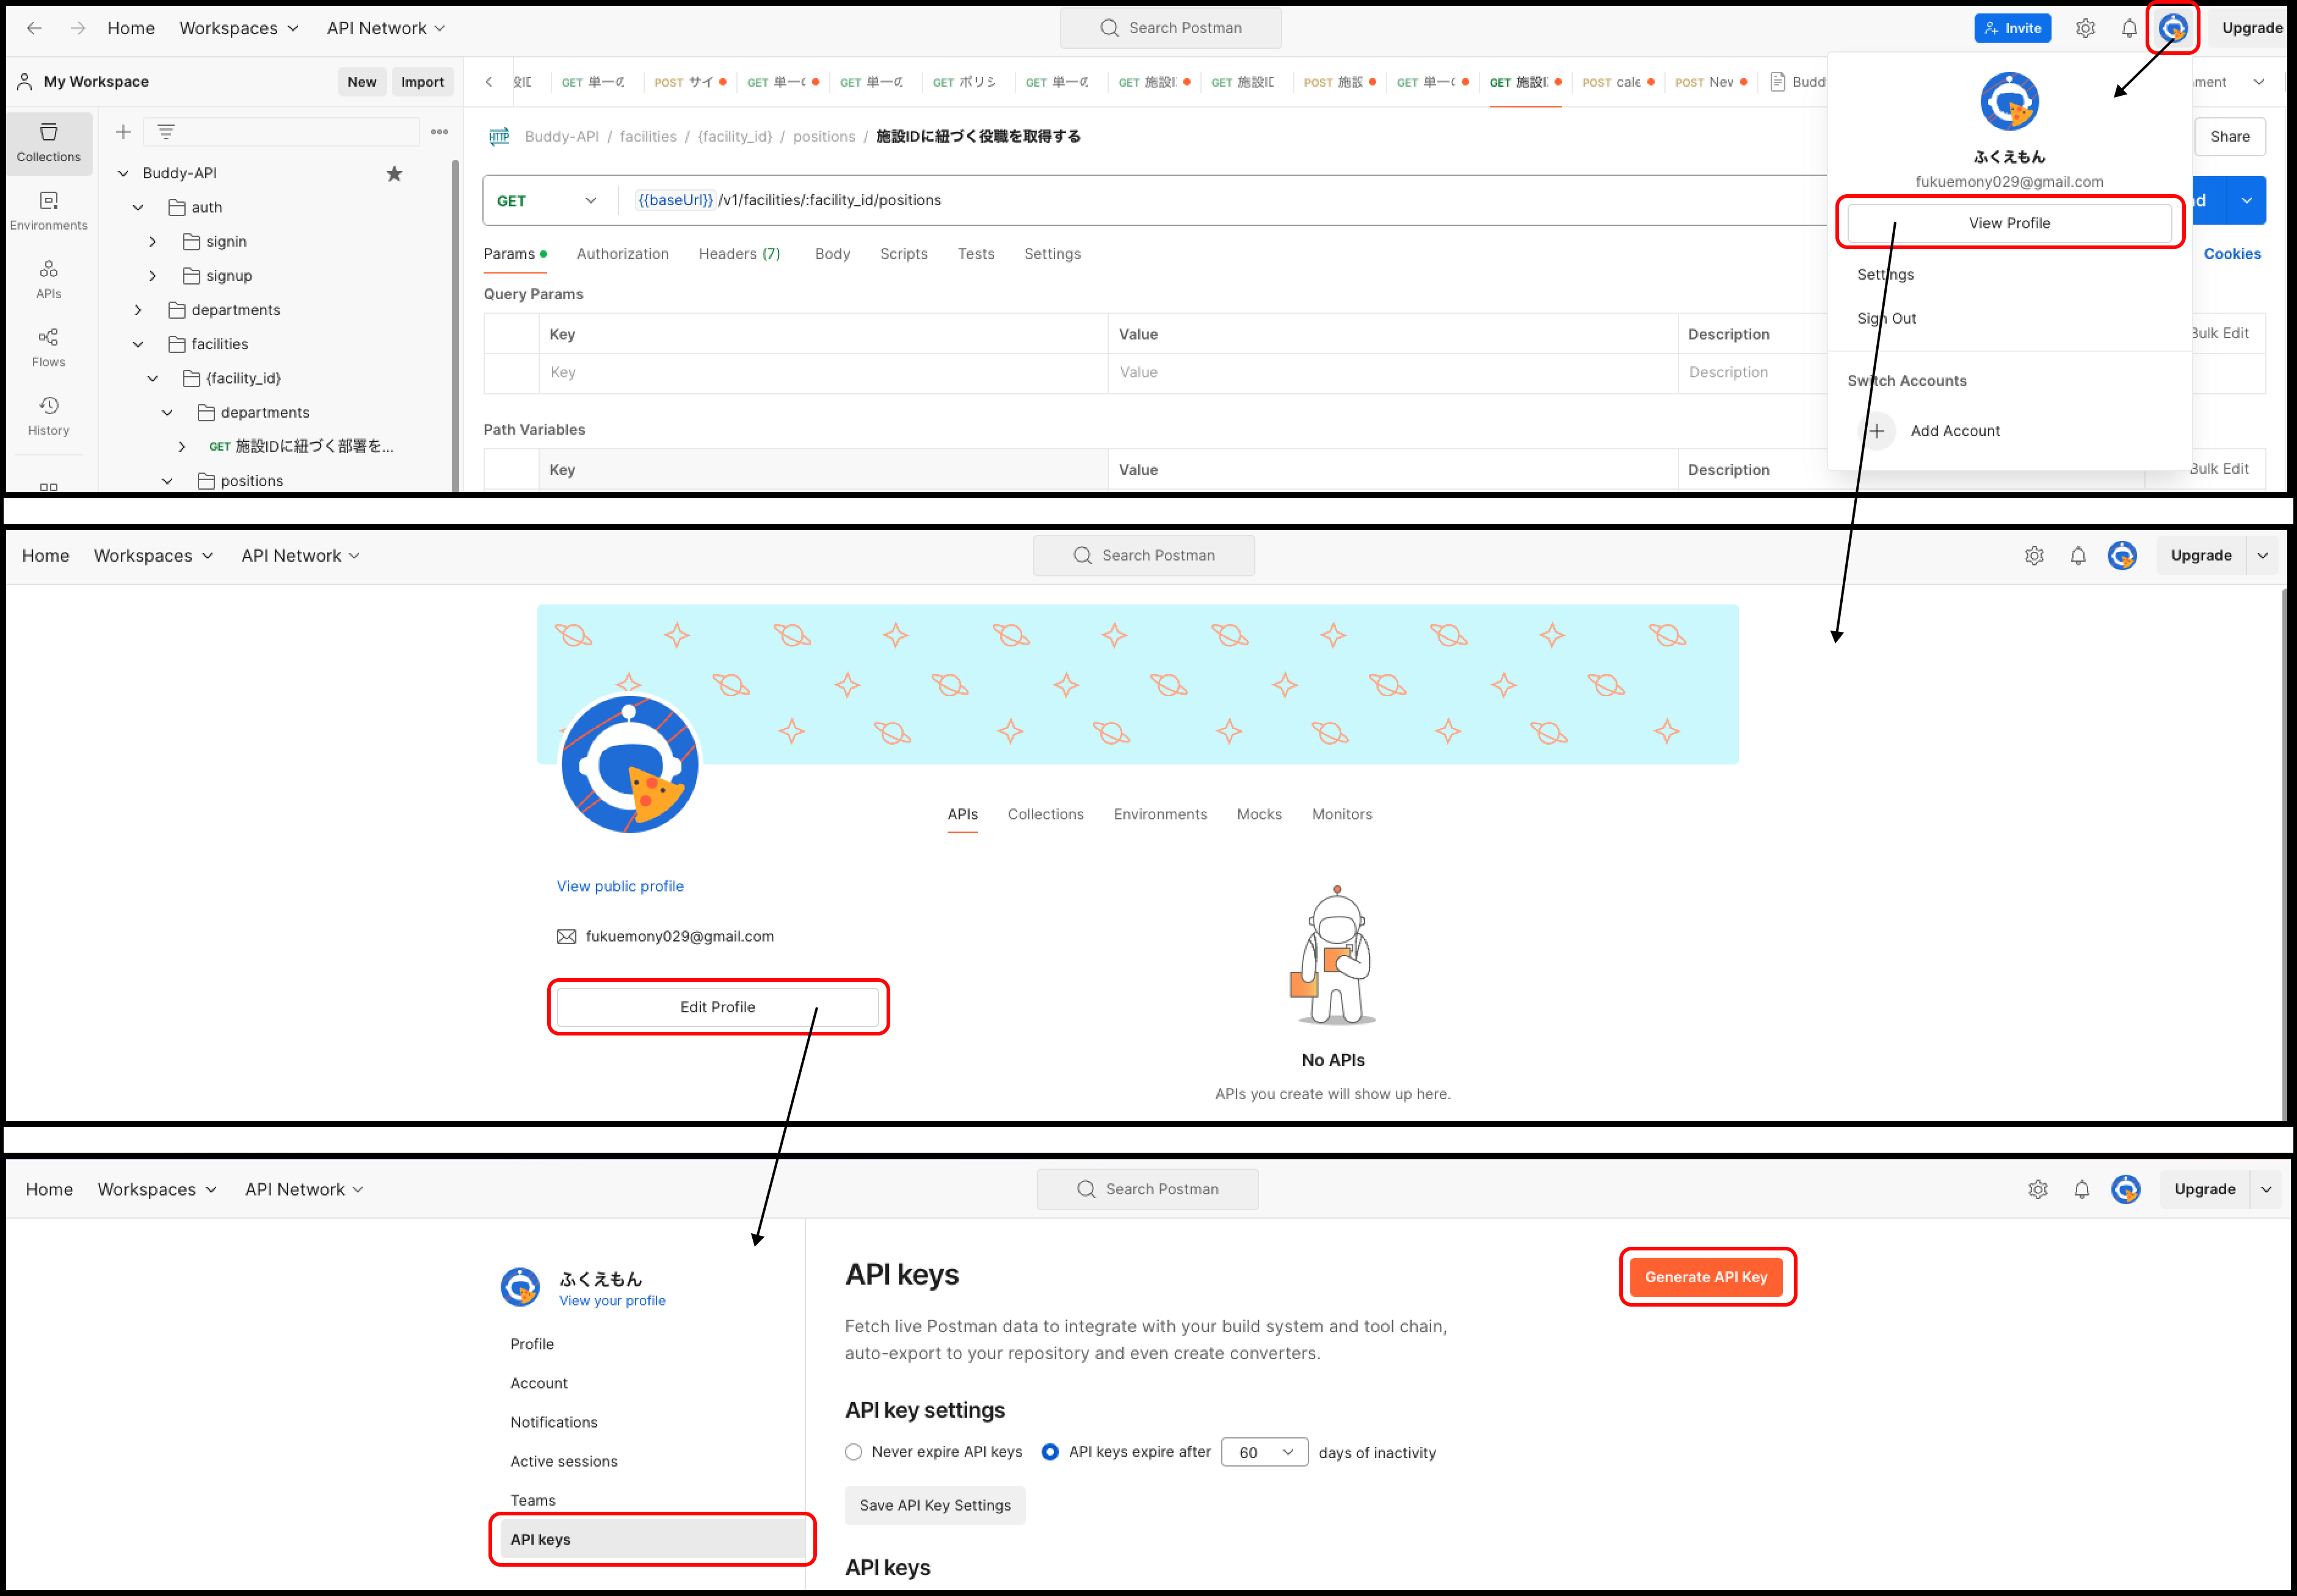 Home Workspaces API Network Search Postman Invite Upgrade
My Workspace New Import GET 単一の POST サイ GET 単一の GET 単一の GET ポリシ GET 単一の GET 施設I GET 施設ID POST 施設 GET 単一の GET 施設I POST cale POST New Budd
Collections
Environments
APIs
Flows
History
Buddy-API
auth
signin
signup
departments
facilities
{facility_id}
departments
GET 施設IDに紐づく部署を...
positions
HTTP Buddy-API / facilities / {facility_id} / positions / 施設IDに紐づく役職を取得する
Share
GET {{baseUrl}}/v1/facilities/:facility_id/positions
Params Authorization Headers (7) Body Scripts Tests Settings
Cookies
Query Params
Key Value Description Bulk Edit
Key Value Description
Path Variables
Key Value Description Bulk Edit
ふくえもん
fukuemony029@gmail.com
View Profile
Settings
Sign Out
Switch Accounts
Add Account
Home Workspaces API Network Search Postman Upgrade
APIs Collections Environments Mocks Monitors
View public profile
fukuemony029@gmail.com
Edit Profile
No APIs
APIs you create will show up here.
Home Workspaces API Network Search Postman Upgrade
ふくえもん
View your profile
Profile
Account
Notifications
Active sessions
Teams
API keys
API keys
Generate API Key
Fetch live Postman data to integrate with your build system and tool chain,
auto-export to your repository and even create converters.
API key settings
Never expire API keys API keys expire after 60 days of inactivity
Save API Key Settings
API keys